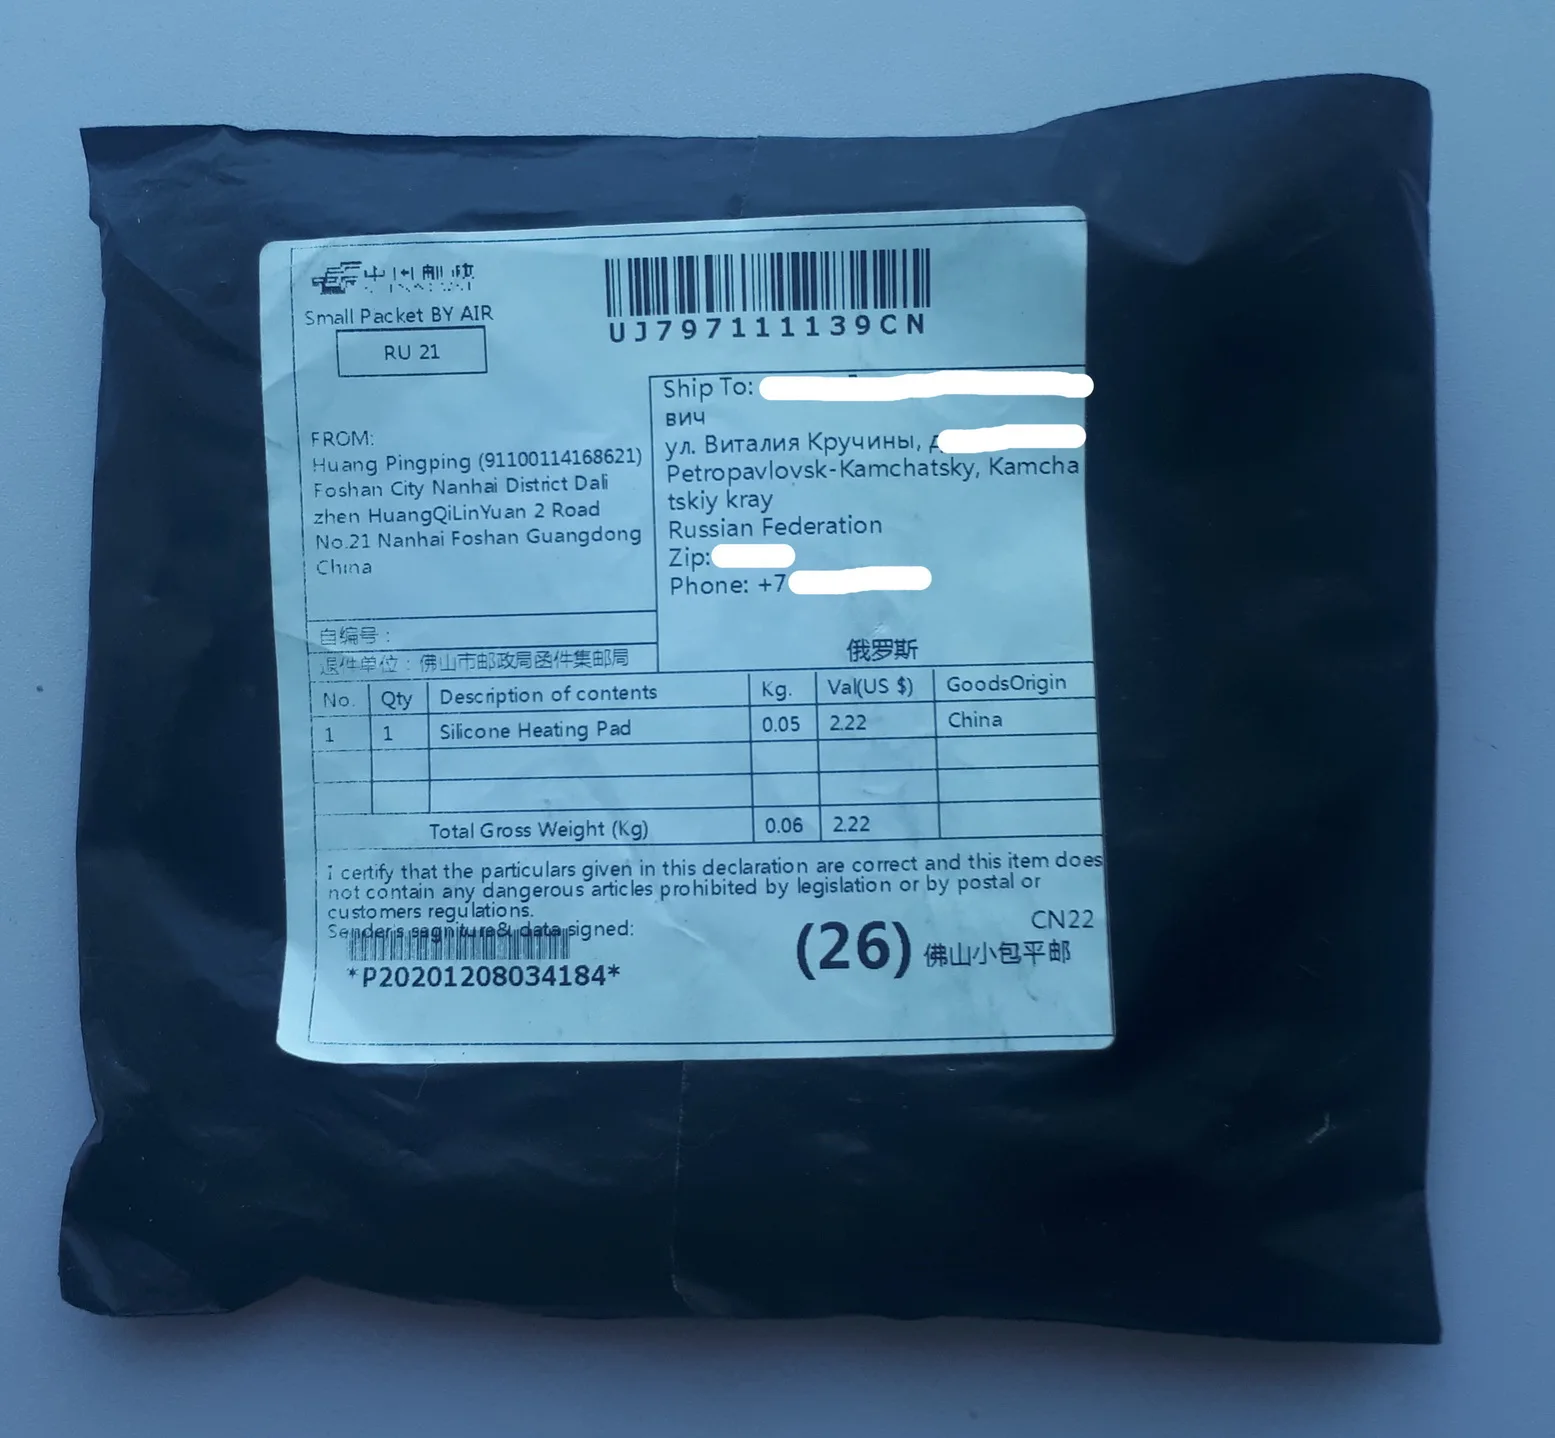 Small Packet BY AIR
RU 21
UJ797111139CN
FROM:
Huang Pingping (91100114168621)
Foshan City Nanhai District Dali
zhen HuangQiLinYuan 2 Road
No.21 Nanhai Foshan Guangdong
China
Ship To:
вич
ул. Виталия Кручины,
Petropavlovsk-Kamchatsky, Kamcha
tskiy kray
Russian Federation
Zip:
Phone: +7
俄罗斯
自编号：
退件单位：佛山市邮政局函件集邮局
No. Qty Description of contents Kg. Val(US $) GoodsOrigin
1 1 Silicone Heating Pad 0.05 2.22 China
Total Gross Weight (Kg) 0.06 2.22
I certify that the particulars given in this declaration are correct and this item does
not contain any dangerous articles prohibited by legislation or by postal or
customers regulations.
Sender's sagniture& data signed:
CN22
*P20201208034184*
(26) 佛山小包平邮